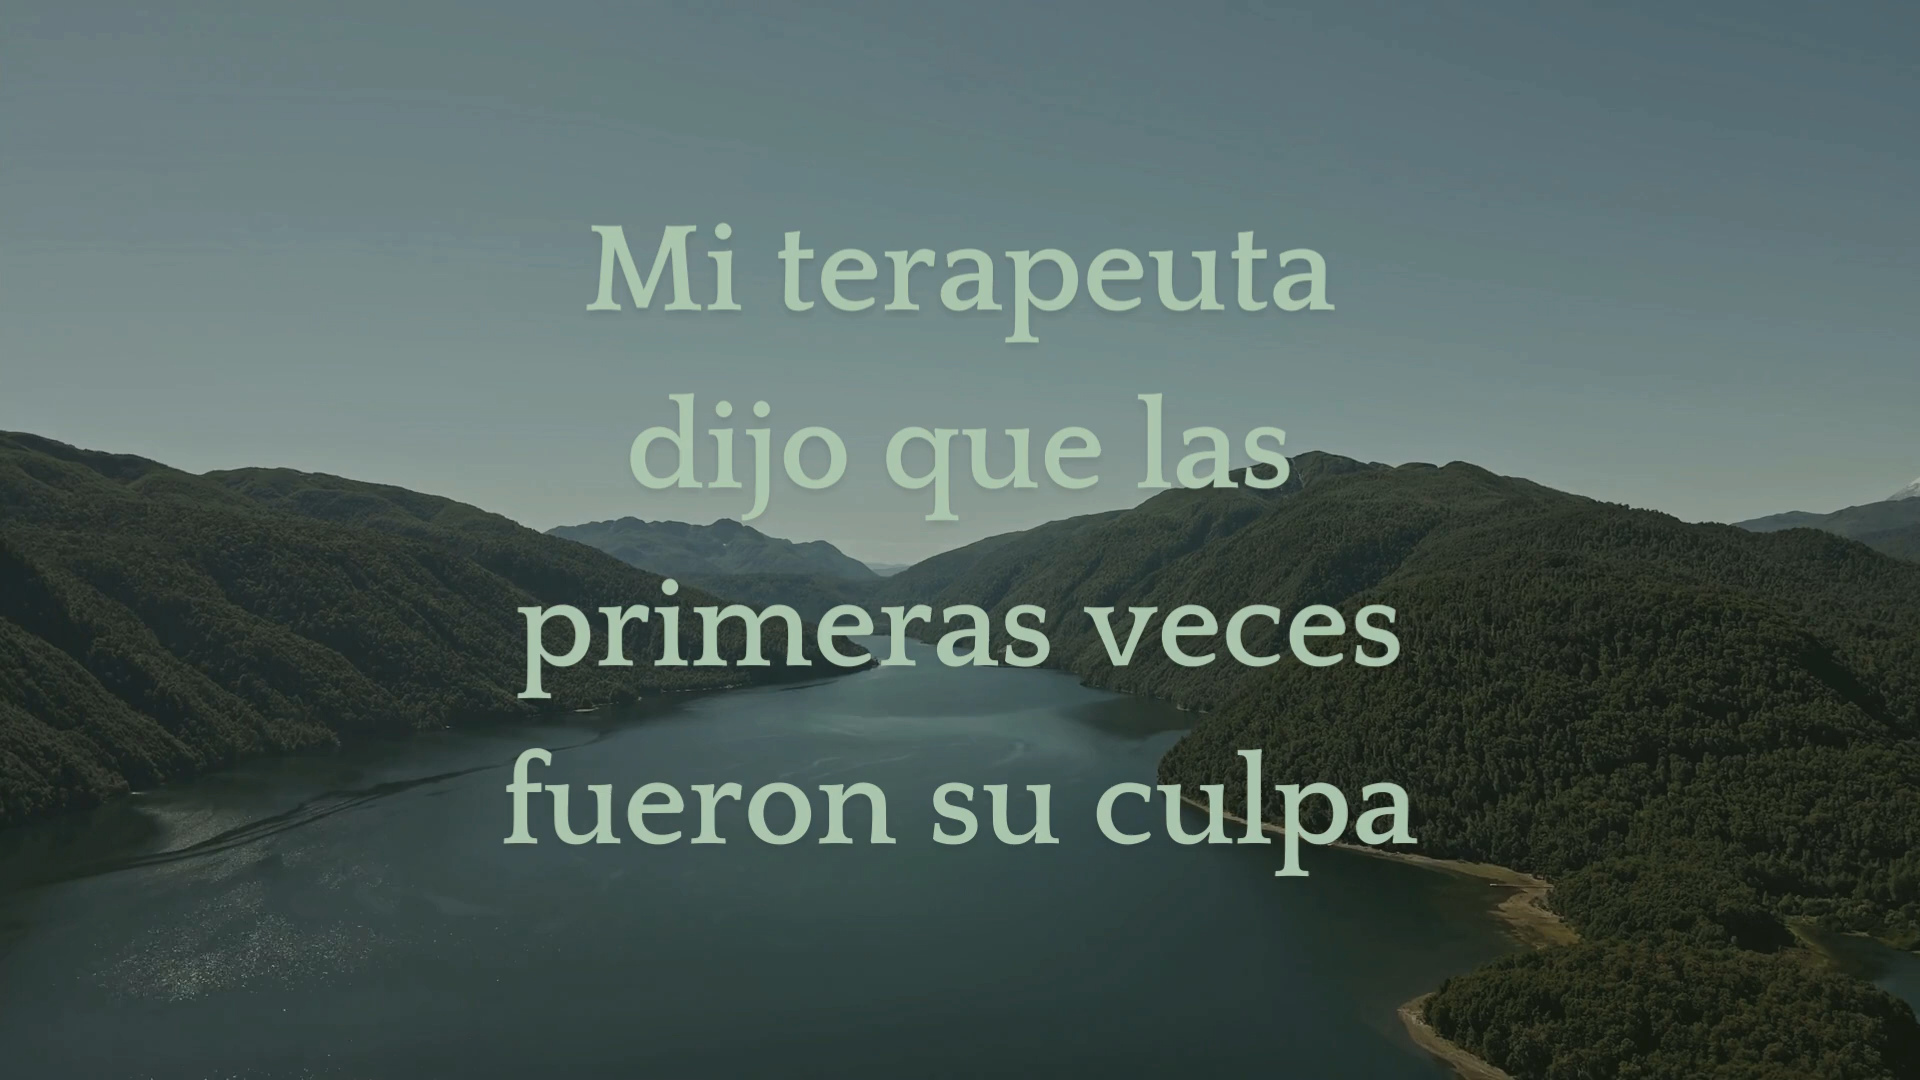 Mi terapeuta
dijo que las
primeras veces
fueron su culpa